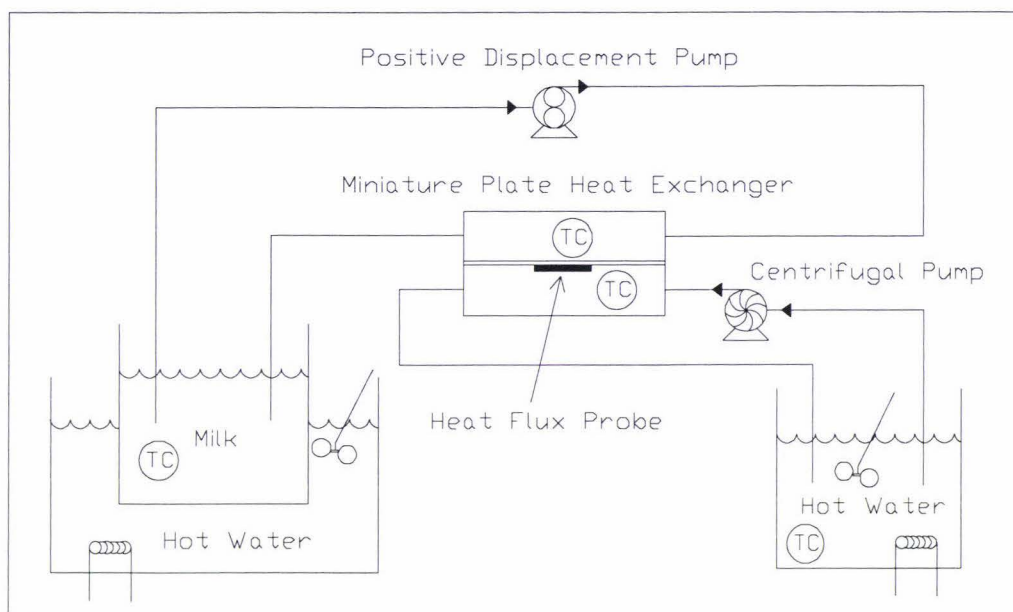 Positive Displacement Pump
Miniature Plate Heat Exchanger
TC
TC
Centrifugal Pump
Heat Flux Probe
Milk
TC
Hot Water
Hot Water
TC